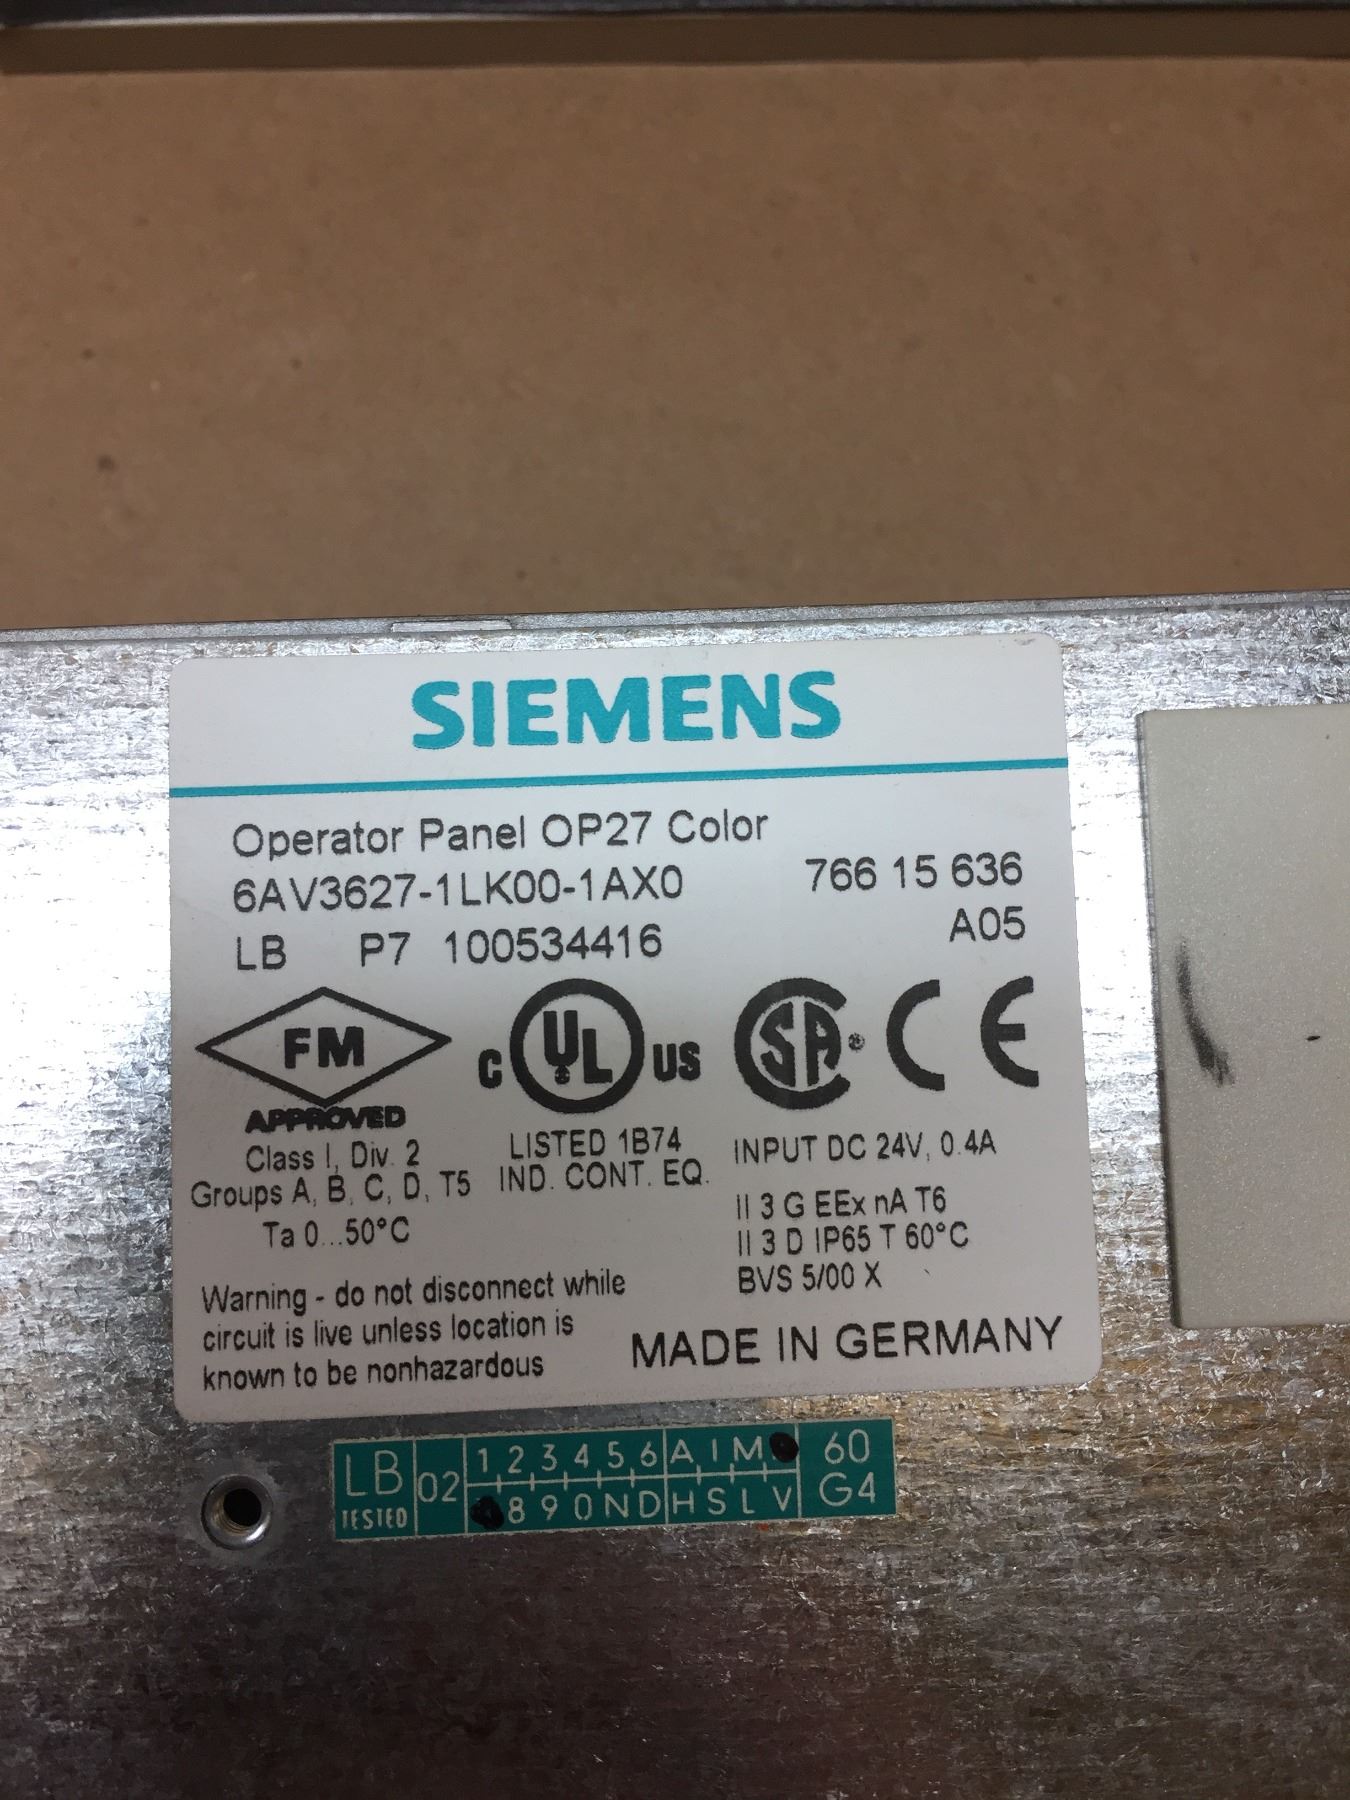 SIEMENS
Operator Panel OP27 Color
6AV3627-1LK00-1AX0 766 15 636
LB P7 100534416 A05
FM
APPROVED
Class I, Div. 2
Groups A, B, C, D, T5
Ta 0...50°C
C UL US
LISTED 1B74
IND. CONT. EQ.
SA ® CE
INPUT DC 24V, 0.4A
II 3 G EEx nA T6
II 3 D IP65 T 60°C
BVS 5/00 X
Warning - do not disconnect while
circuit is live unless location is
known to be nonhazardous
MADE IN GERMANY
LB 02 1 2 3 4 5 6 A I M 60
TESTED 8 9 0 N D H S L V G4